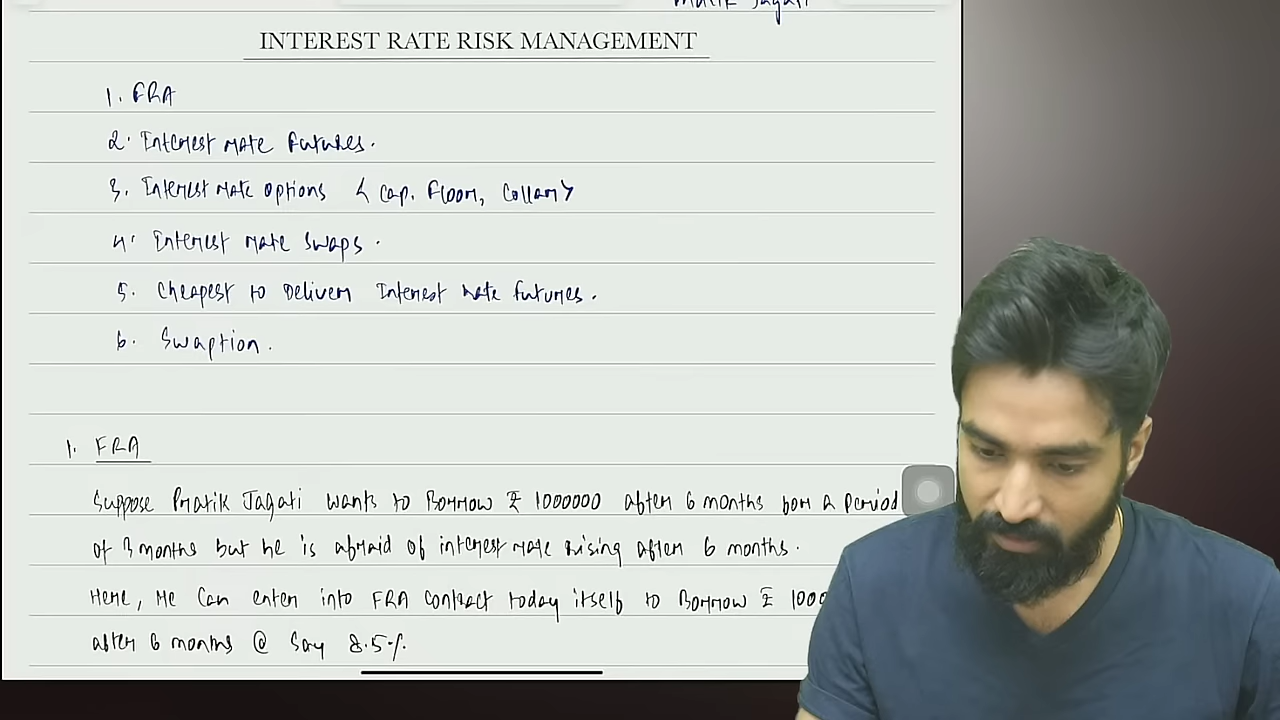 INTEREST RATE RISK MANAGEMENT
1. FRA
2. Interest rate futures.
3. Interest rate options < Cap, Floor, Collar>
4. Interest rate Swaps.
5. Cheapest to Deliver Interest rate futures.
6. Swaption.
1. FRA
Suppose Pratik Jagati wants to Borrow ₹ 1000000 after 6 months for a period
of 3 months but he is afraid of interest rate rising after 6 months.
Here, He Can enter into FRA Contract today itself to Borrow ₹ 1000
after 6 months @ Say 8.5%.